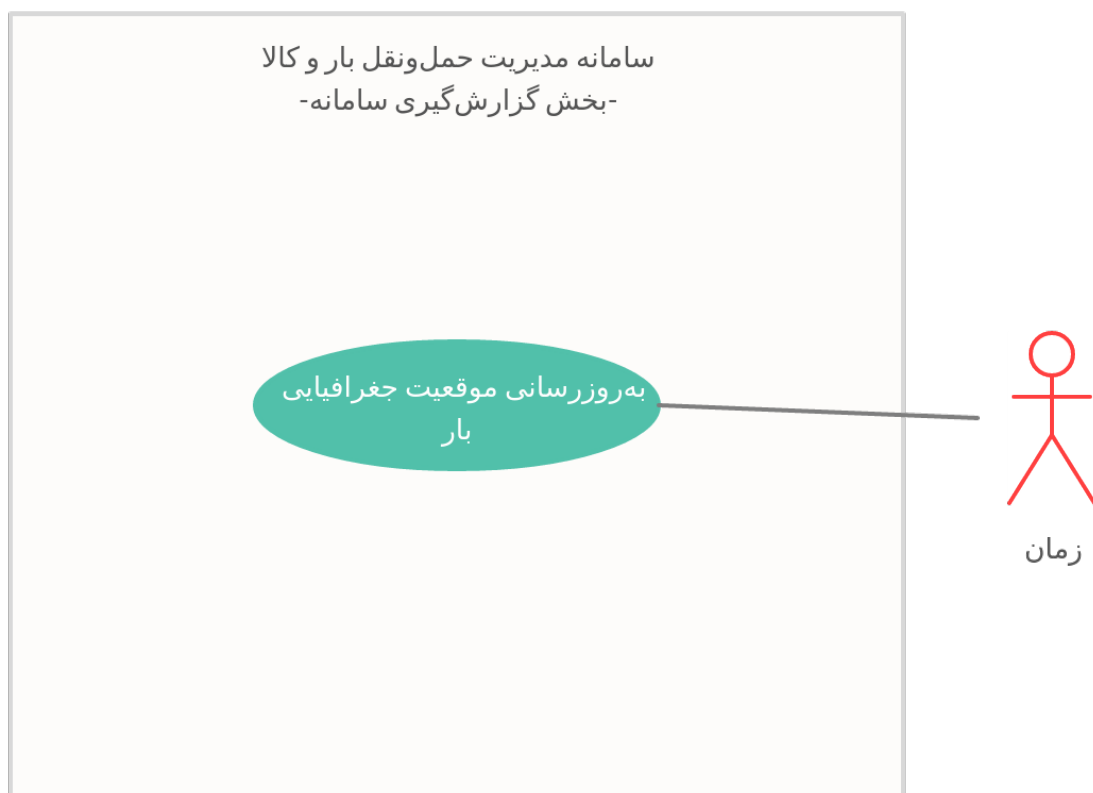 سامانه مدیریت حمل‌ونقل بار و کالا
-بخش گزارش‌گیری سامانه-
به‌روزرسانی موقعیت جغرافیایی
بار
زمان